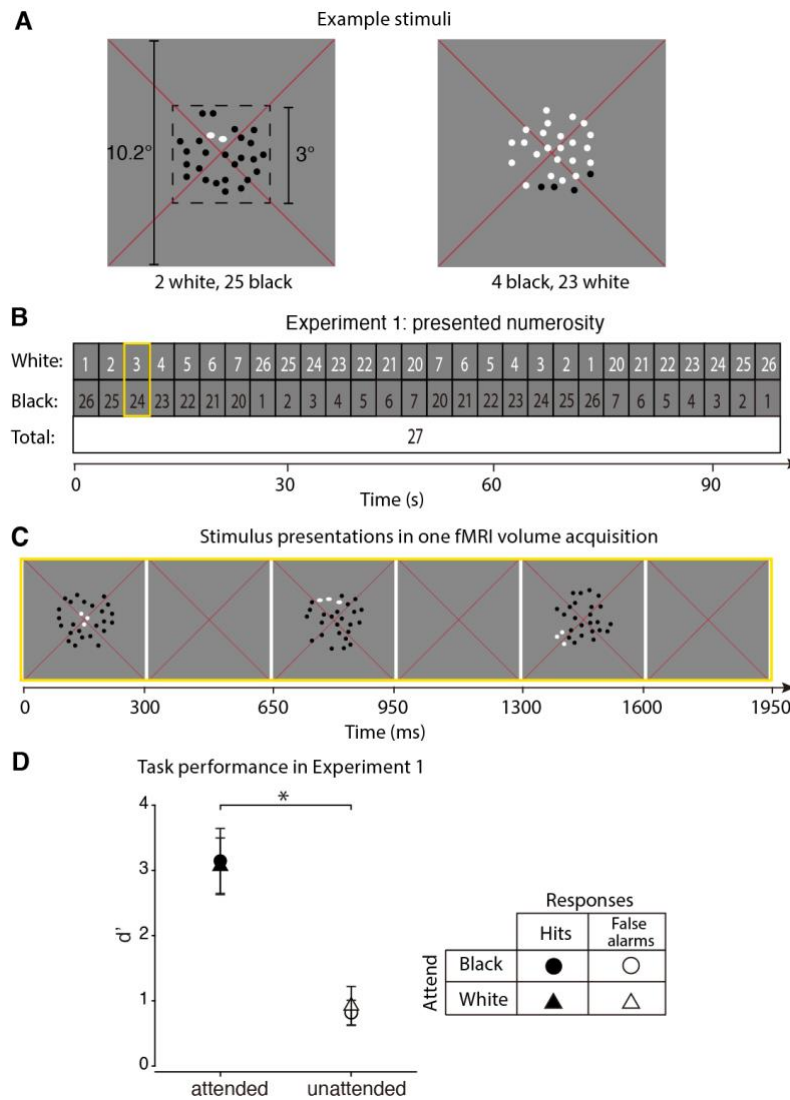 A
Example stimuli
10.2°
3°
2 white, 25 black
4 black, 23 white
B
Experiment 1: presented numerosity
White: 1 2 3 4 5 6 7 26 25 24 23 22 21 20 7 6 5 4 3 2 1 20 21 22 23 24 25 26
Black: 26 25 24 23 22 21 20 1 2 3 4 5 6 7 20 21 22 23 24 25 26 7 6 5 4 3 2 1
Total: 27
0 30 60 90
Time (s)
C
Stimulus presentations in one fMRI volume acquisition
0 300 650 950 1300 1600 1950
Time (ms)
D
Task performance in Experiment 1
4
*
3
d'
2
1
0
attended unattended
Responses
Hits False alarms
Attend
Black
White